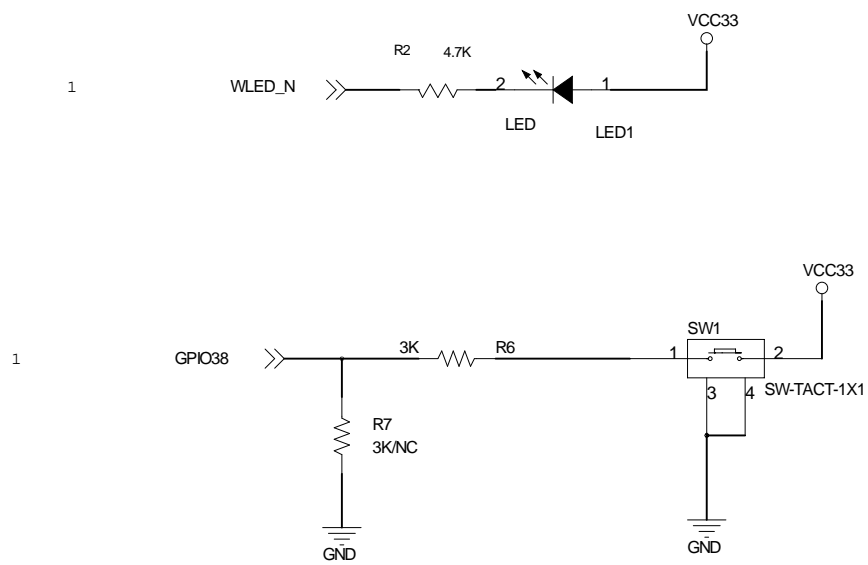 VCC33
R2 4.7K
1 WLED_N 2 1
LED LED1
VCC33
SW1
1 GPIO38 3K R6 1 2
3 4 SW-TACT-1X1
R7
3K/NC
GND GND